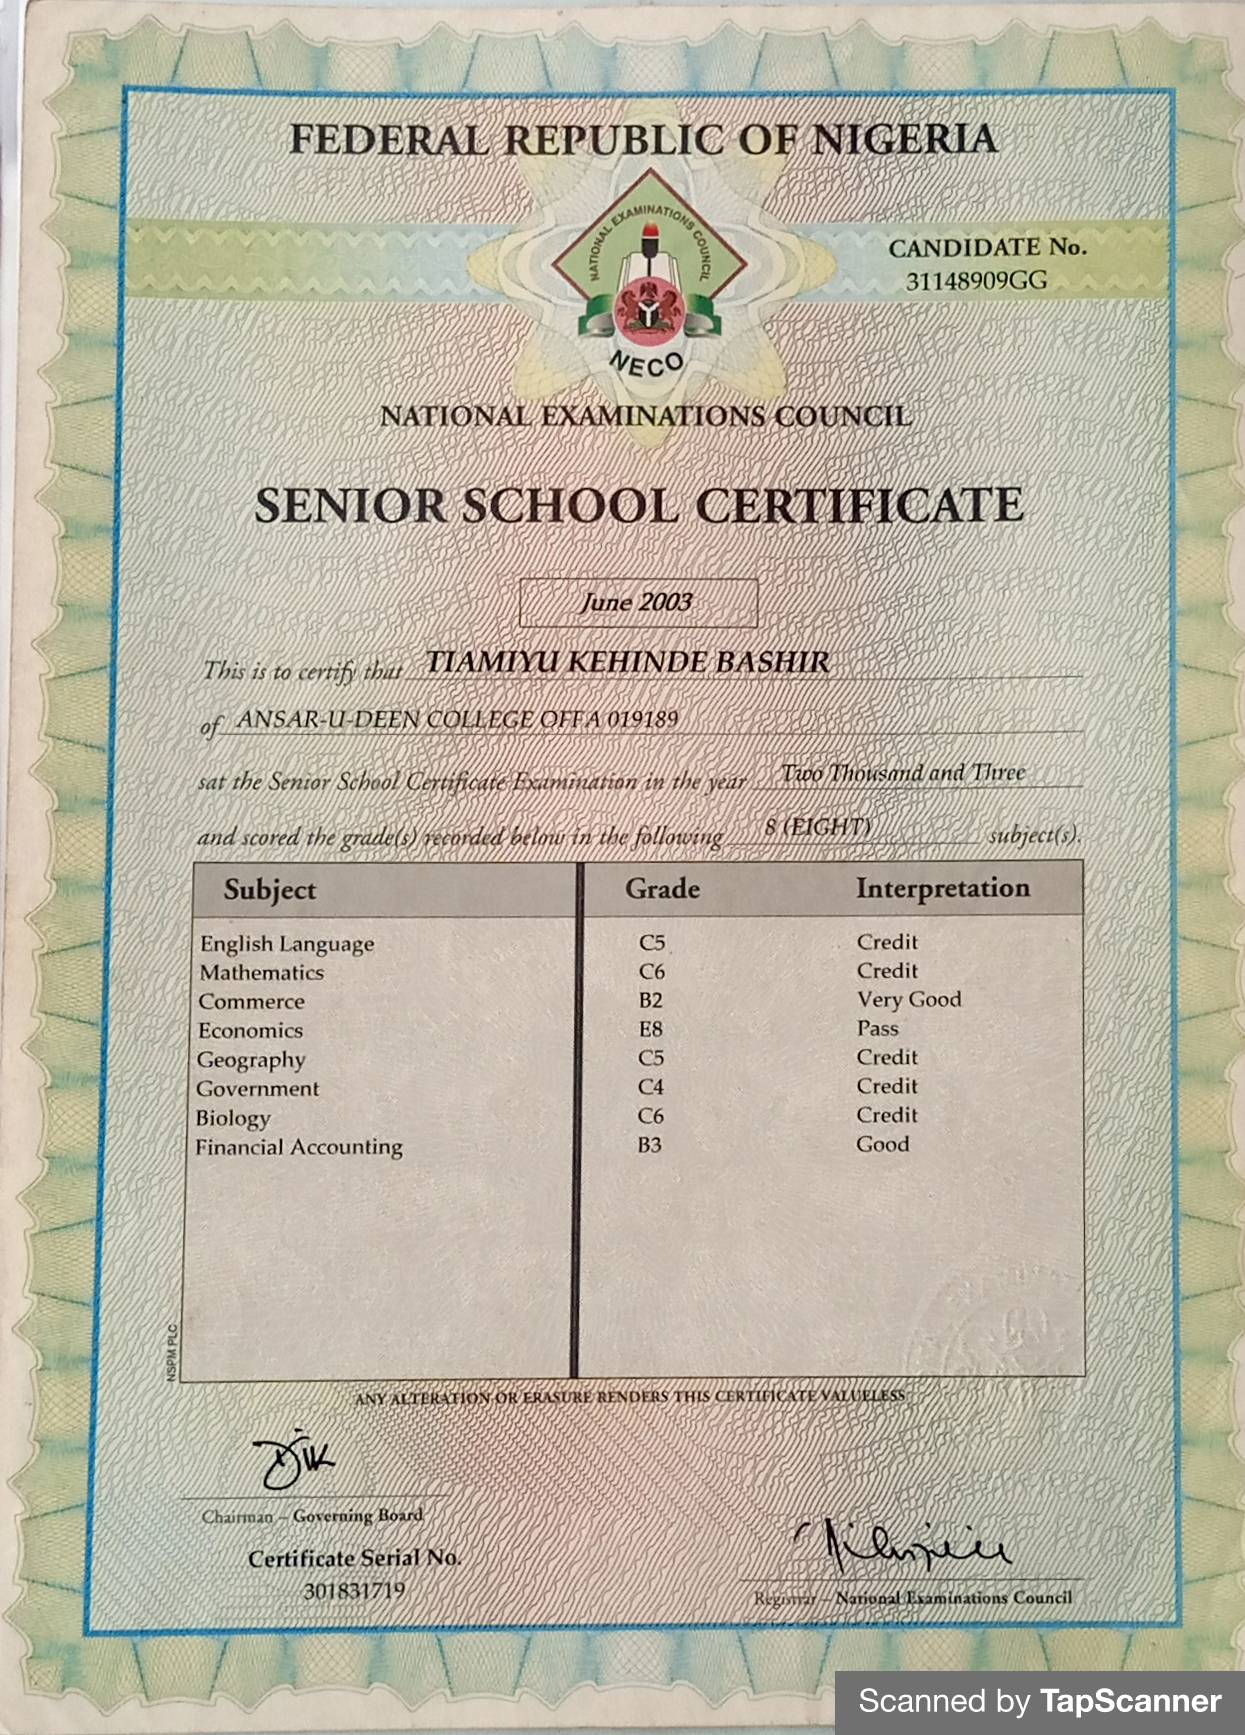 FEDERAL REPUBLIC OF NIGERIA
NATIONAL EXAMINATIONS COUNCIL
NECO
CANDIDATE No.
31148909GG
NATIONAL EXAMINATIONS COUNCIL
SENIOR SCHOOL CERTIFICATE
June 2003
This is to certify that TIAMIYU KEHINDE BASHIR
of ANSAR-U-DEEN COLLEGE OFFA 019189
sat the Senior School Certificate Examination in the year Two Thousand and Three
and scored the grade(s) recorded below in the following 8 (EIGHT) subject(s).
Subject Grade Interpretation
English Language C5 Credit
Mathematics C6 Credit
Commerce B2 Very Good
Economics E8 Pass
Geography C5 Credit
Government C4 Credit
Biology C6 Credit
Financial Accounting B3 Good
NSPM PLC
ANY ALTERATION OR ERASURE RENDERS THIS CERTIFICATE VALUELESS
Chairman – Governing Board
Certificate Serial No.
301831719
Registrar – National Examinations Council
Scanned by TapScanner